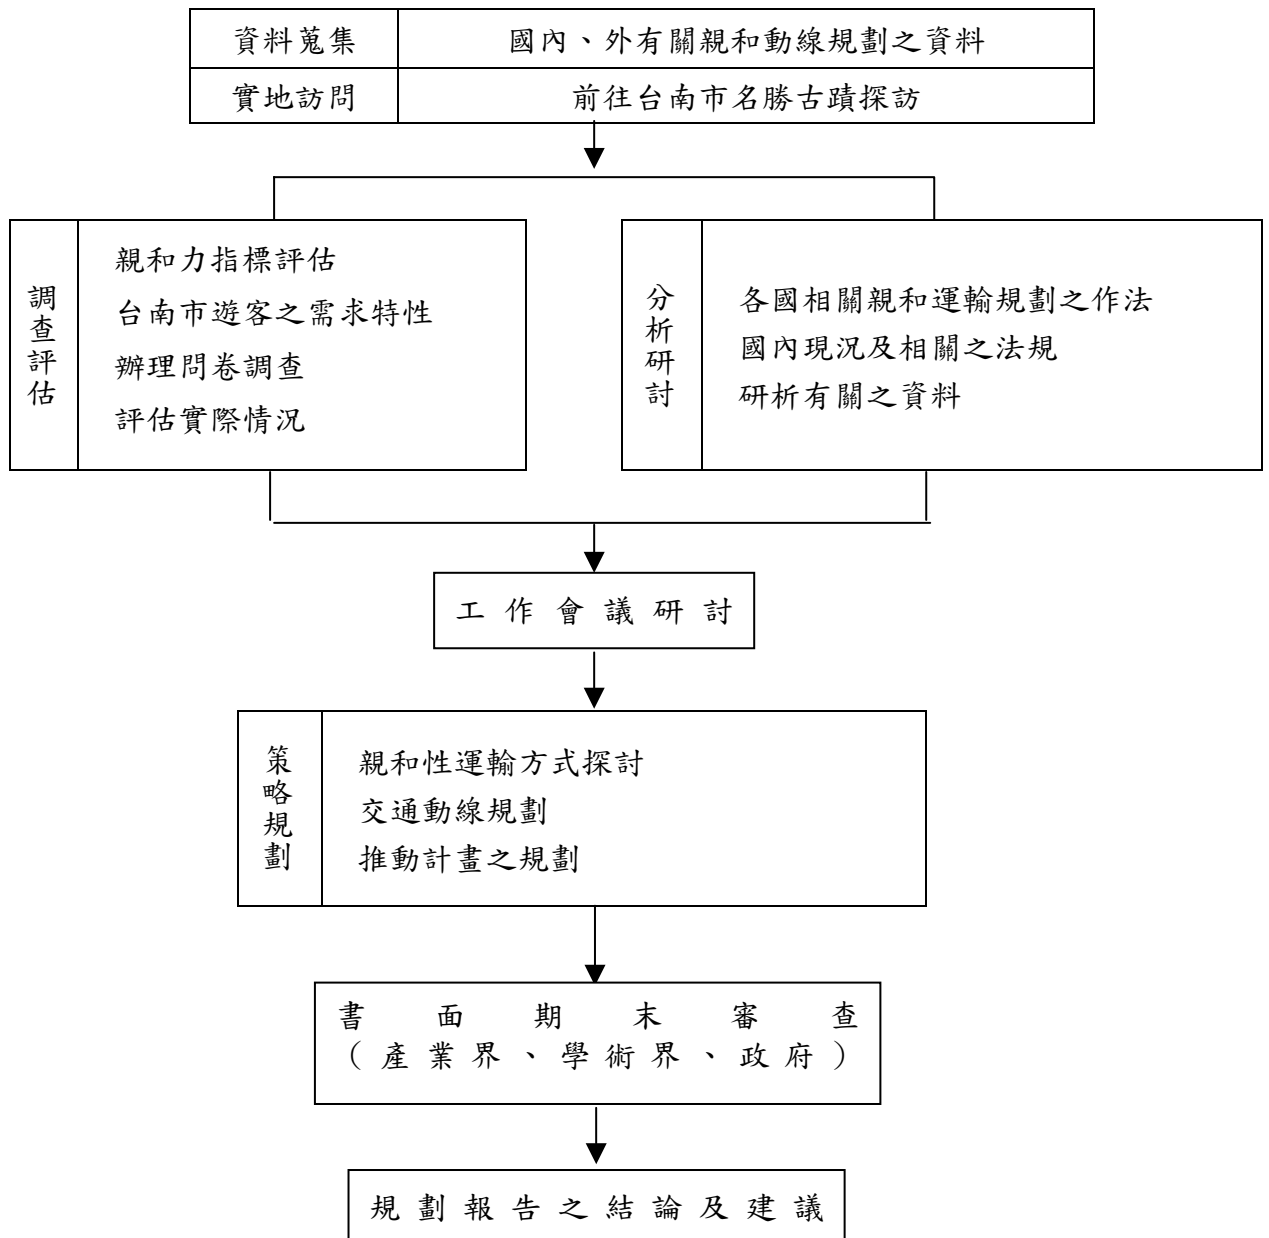 資料蒐集 國內、外有關親和動線規劃之資料
實地訪問 前往台南市名勝古蹟探訪
調查評估
親和力指標評估
台南市遊客之需求特性
辦理問卷調查
評估實際情況
分析研討
各國相關親和運輸規劃之作法
國內現況及相關之法規
研析有關之資料
工作會議研討
策略規劃
親和性運輸方式探討
交通動線規劃
推動計畫之規劃
書面期末審查
（產業界、學術界、政府）
規劃報告之結論及建議